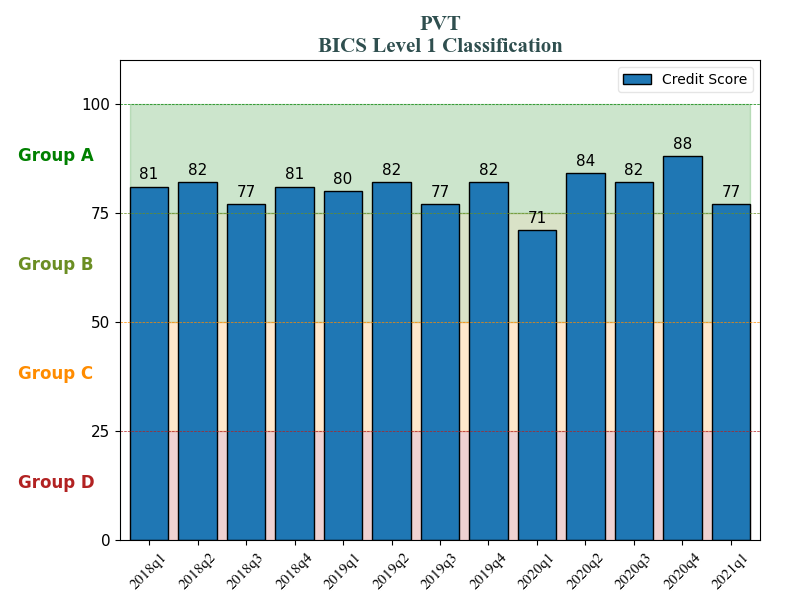 PVT
BICS Level 1 Classification
Credit Score
100
Group A
81 82 77 81 80 82 77 82 71 84 82 88 77
75
Group B
50
Group C
25
Group D
0
2018q1 2018q2 2018q3 2018q4 2019q1 2019q2 2019q3 2019q4 2020q1 2020q2 2020q3 2020q4 2021q1